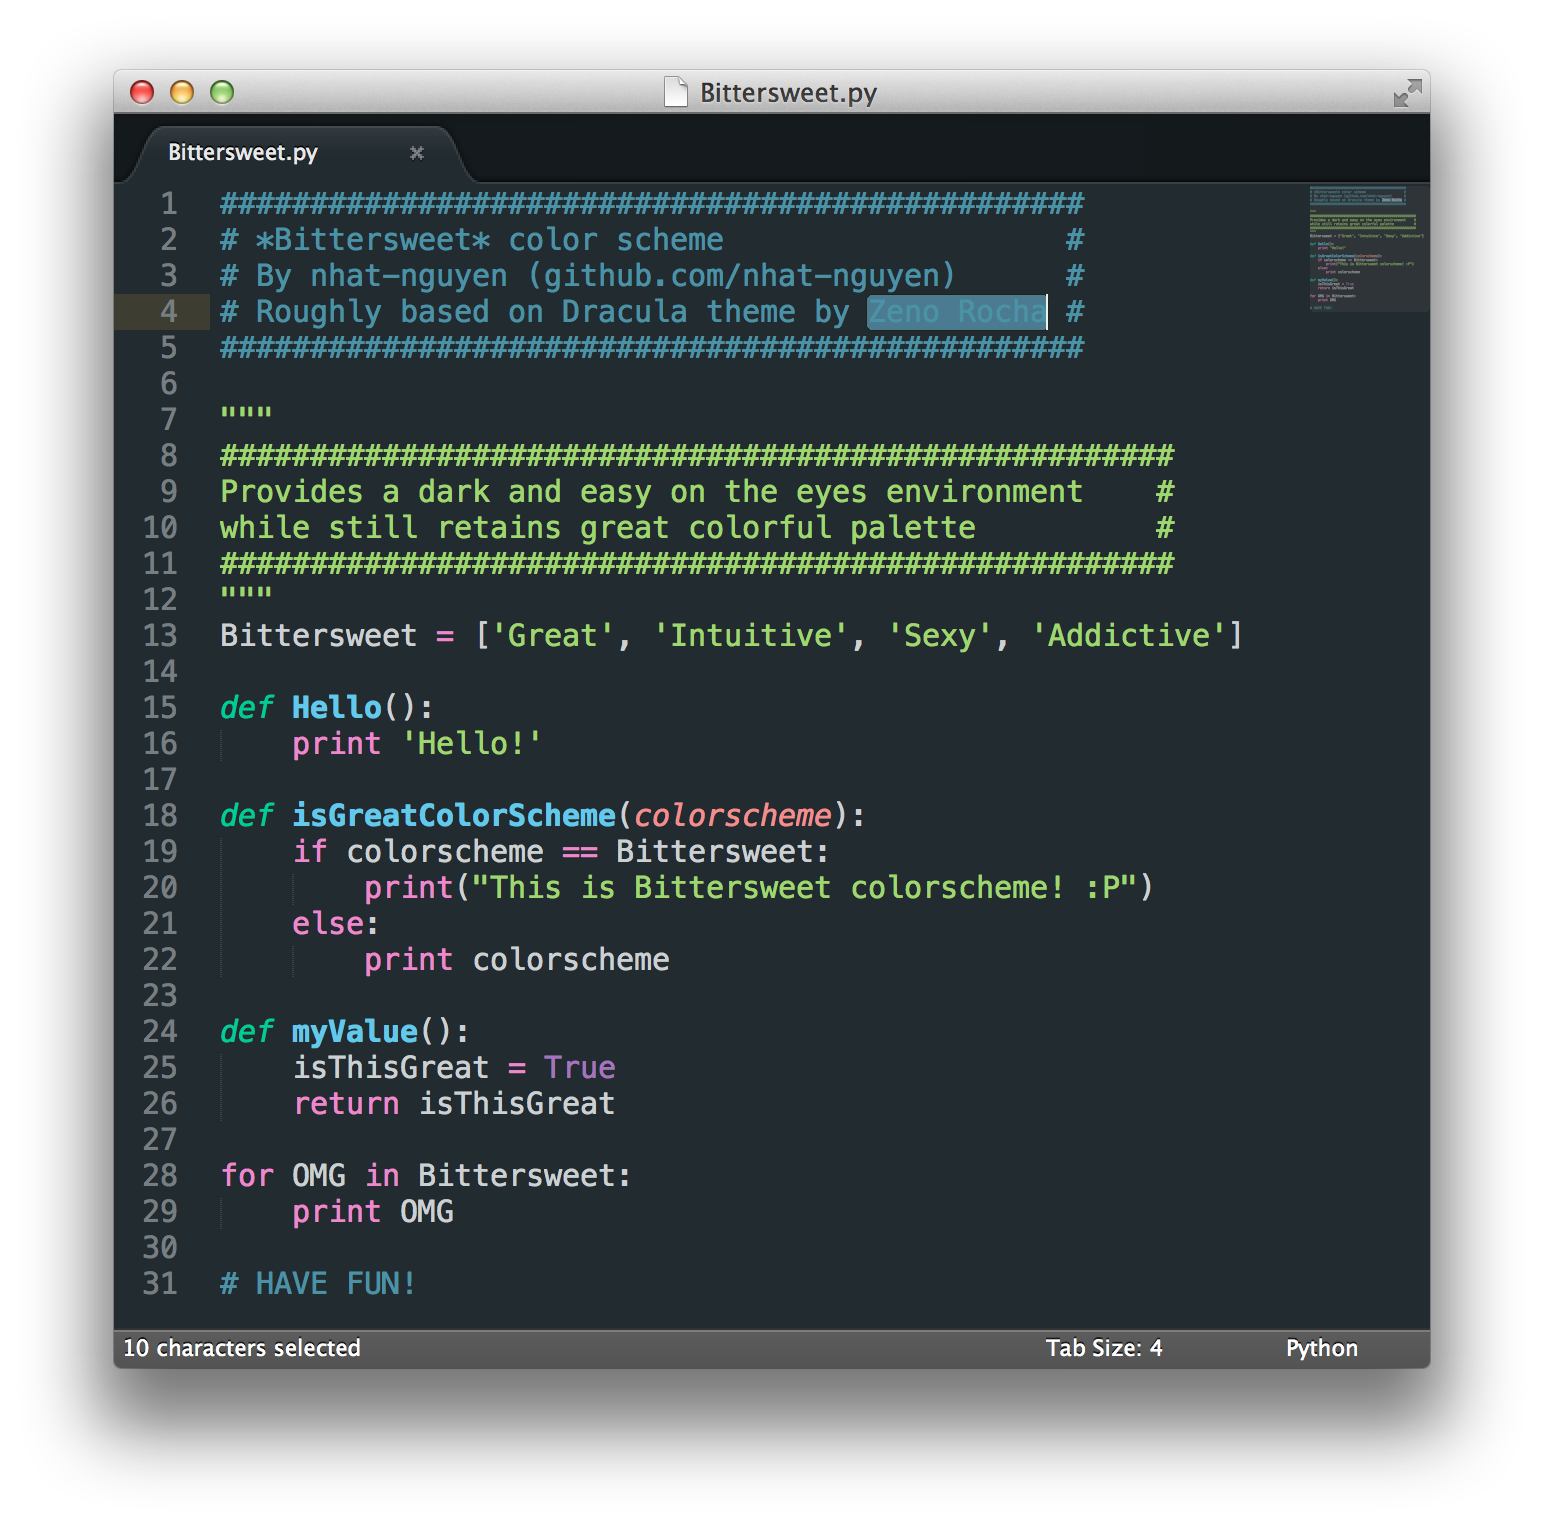 Bittersweet.py
Bittersweet.py ×
1 ################################################
2 # *Bittersweet* color scheme                   #
3 # By nhat-nguyen (github.com/nhat-nguyen)      #
4 # Roughly based on Dracula theme by Zeno Rocha #
5 ################################################
6
7 """
8 #####################################################
9 Provides a dark and easy on the eyes environment    #
10 while still retains great colorful palette          #
11 #####################################################
12 """
13 Bittersweet = ['Great', 'Intuitive', 'Sexy', 'Addictive']
14
15 def Hello():
16     print 'Hello!'
17
18 def isGreatColorScheme(colorscheme):
19     if colorscheme == Bittersweet:
20         print("This is Bittersweet colorscheme! :P")
21     else:
22         print colorscheme
23
24 def myValue():
25     isThisGreat = True
26     return isThisGreat
27
28 for OMG in Bittersweet:
29     print OMG
30
31 # HAVE FUN!
10 characters selected Tab Size: 4 Python